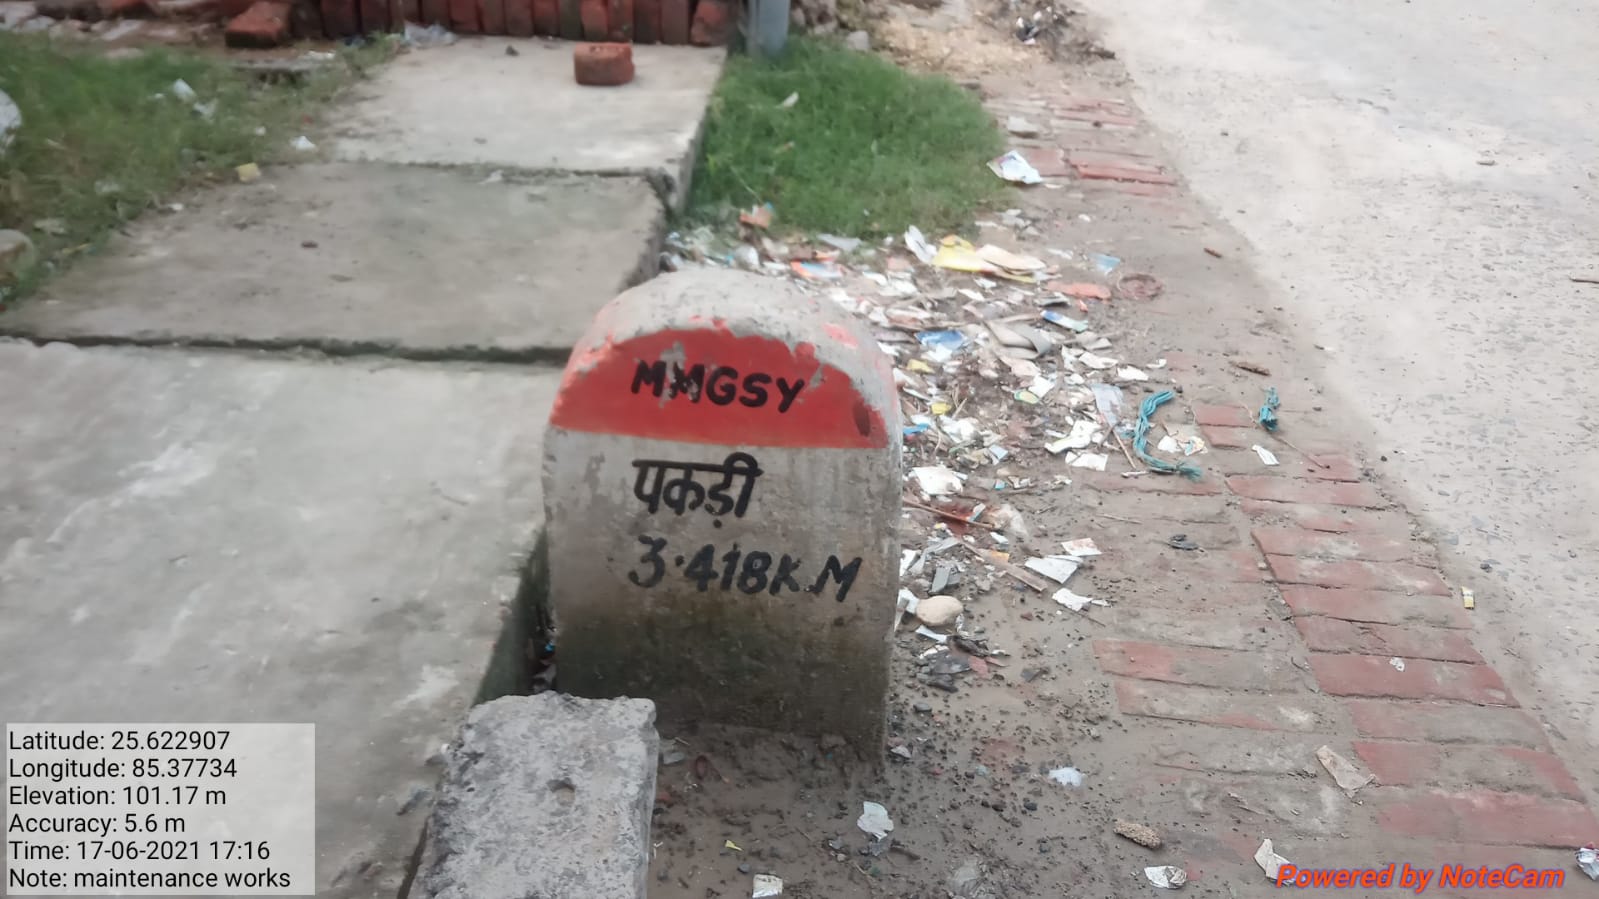 MMGSY
पकड़ी
3.418K.M
Latitude: 25.622907
Longitude: 85.37734
Elevation: 101.17 m
Accuracy: 5.6 m
Time: 17-06-2021 17:16
Note: maintenance works
Powered by NoteCam